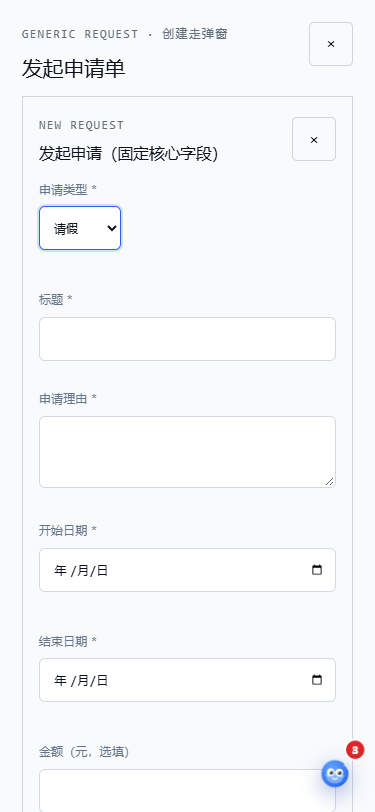 GENERIC REQUEST · 创建走弹窗
×
发起申请单
NEW REQUEST
×
发起申请（固定核心字段）
申请类型 *
请假
标题 *
申请理由 *
开始日期 *
年 /月/日
结束日期 *
年 /月/日
金额（元，选填）
3